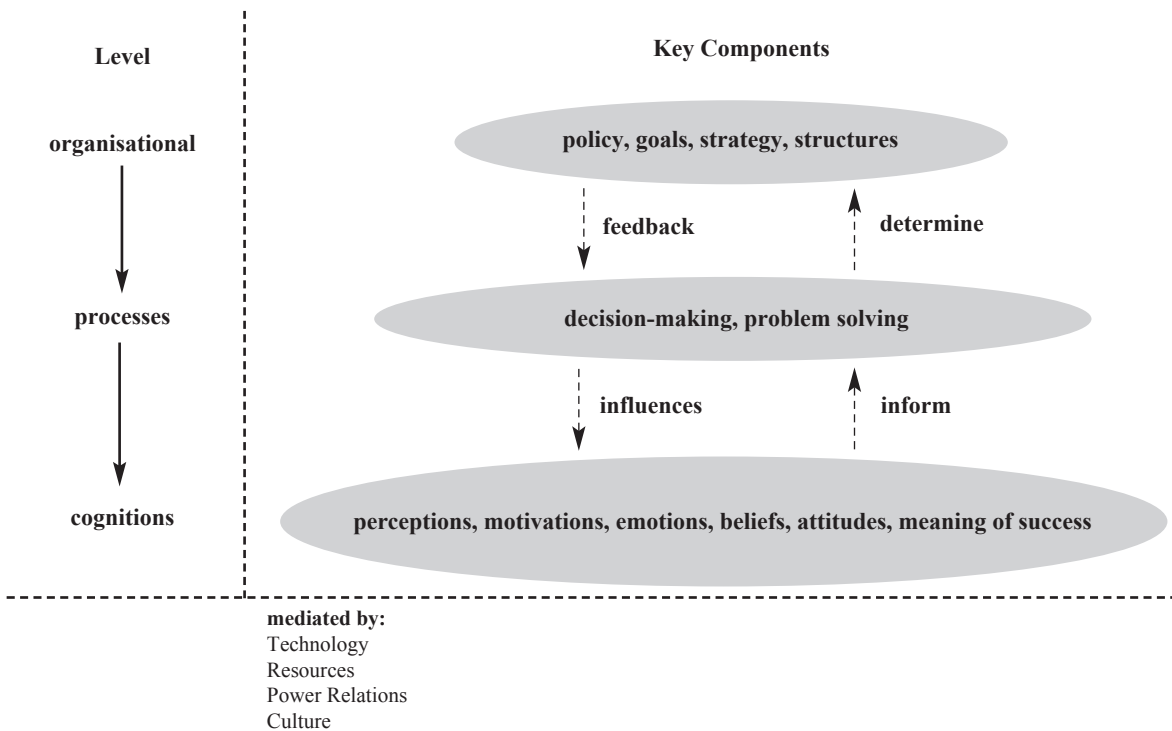 Level
Key Components
organisational
policy, goals, strategy, structures
feedback
determine
processes
decision-making, problem solving
influences
inform
cognitions
perceptions, motivations, emotions, beliefs, attitudes, meaning of success
mediated by:
Technology
Resources
Power Relations
Culture